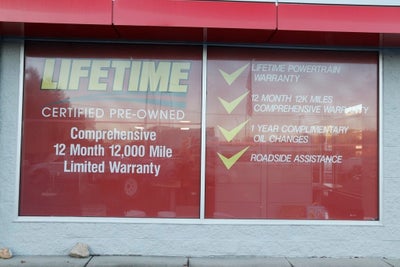 LIFETIME
CERTIFIED PRE-OWNED
Comprehensive
12 Month 12,000 Mile
Limited Warranty
LIFETIME POWERTRAIN
WARRANTY
12 MONTH 12K MILES
COMPREHENSIVE WARRANTY
1 YEAR COMPLIMENTARY
OIL CHANGES
ROADSIDE ASSISTANCE